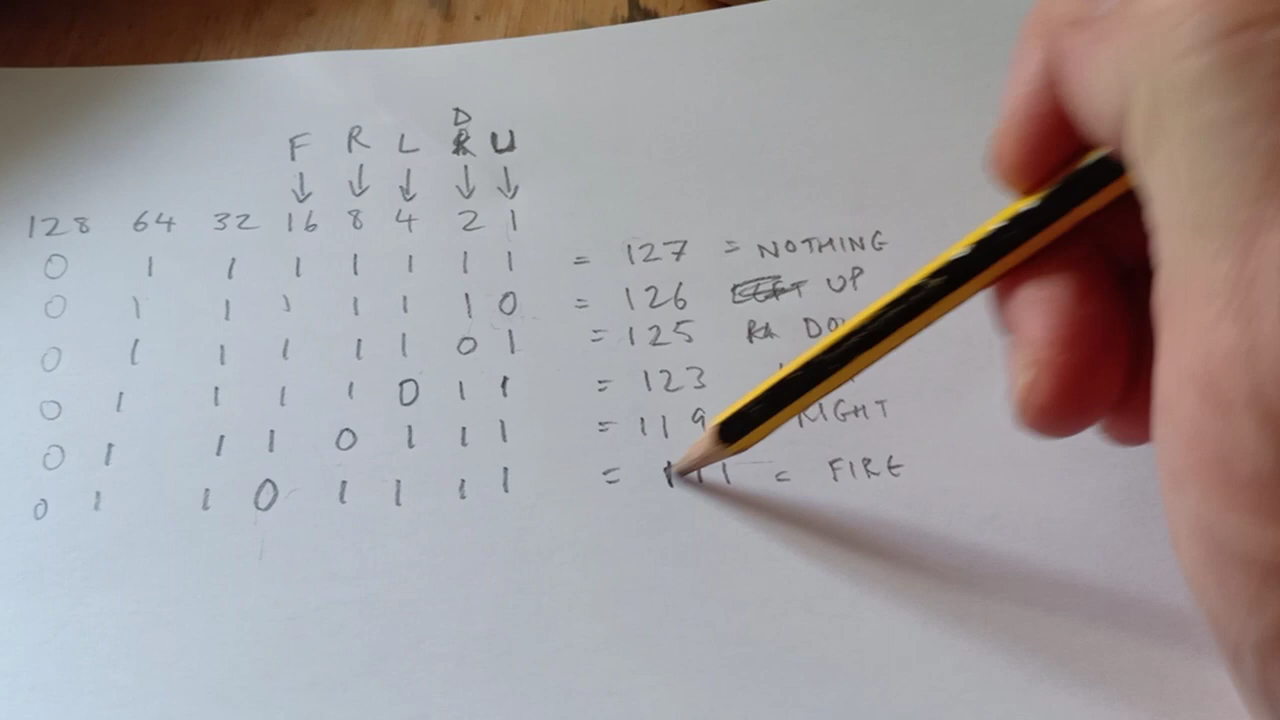 D
F R L U
↓ ↓ ↓ ↓ ↓
128 64 32 16 8 4 2 1
0 1 1 1 1 1 1 1 = 127 = NOTHING
0 1 1 1 1 1 1 0 = 126 UP
0 1 1 1 1 1 0 1 = 125
0 1 1 1 1 0 1 1 = 123
0 1 1 1 0 1 1 1 = 119 RIGHT
0 1 1 0 1 1 1 1 = 111 = FIRE